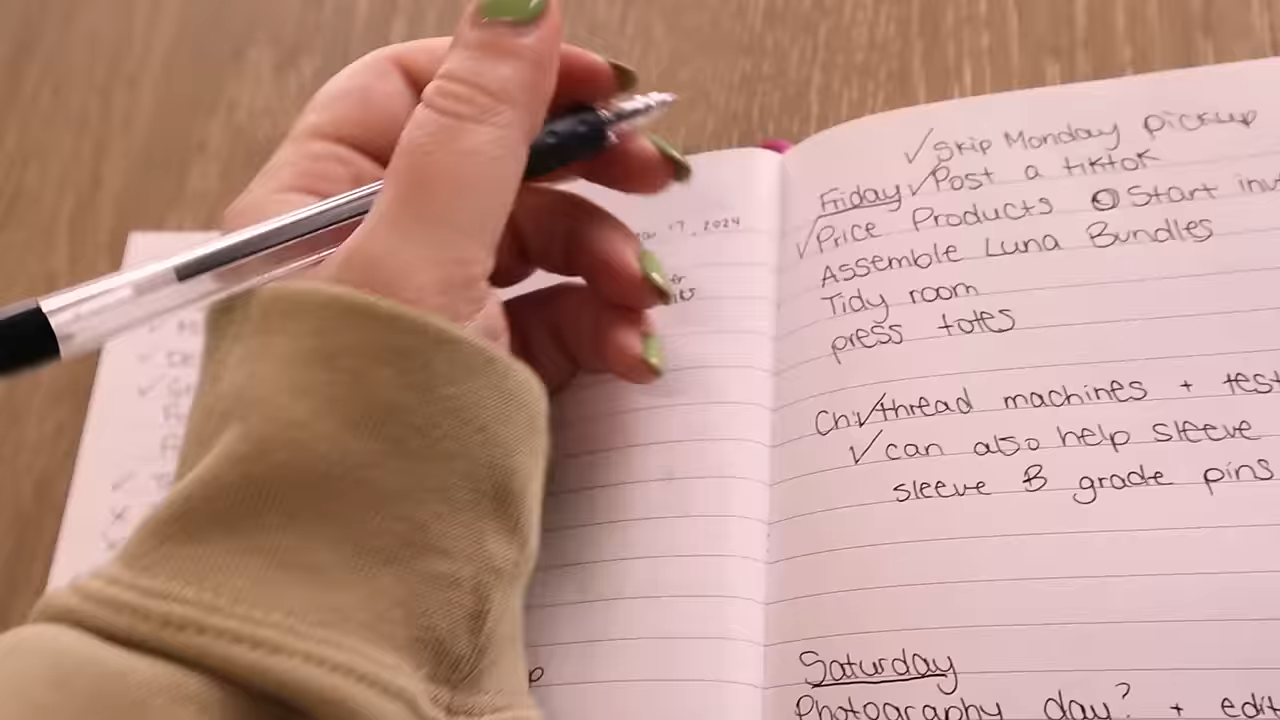 17, 2024
✓ Skip Monday pickup
Friday ✓ Post a tiktok
✓ Price Products Start inv
Assemble Luna Bundles
Tidy room
press totes
Chi ✓ thread machines + test
✓ can also help sleeve
sleeve B grade pins
Saturday
Photography day? + edit